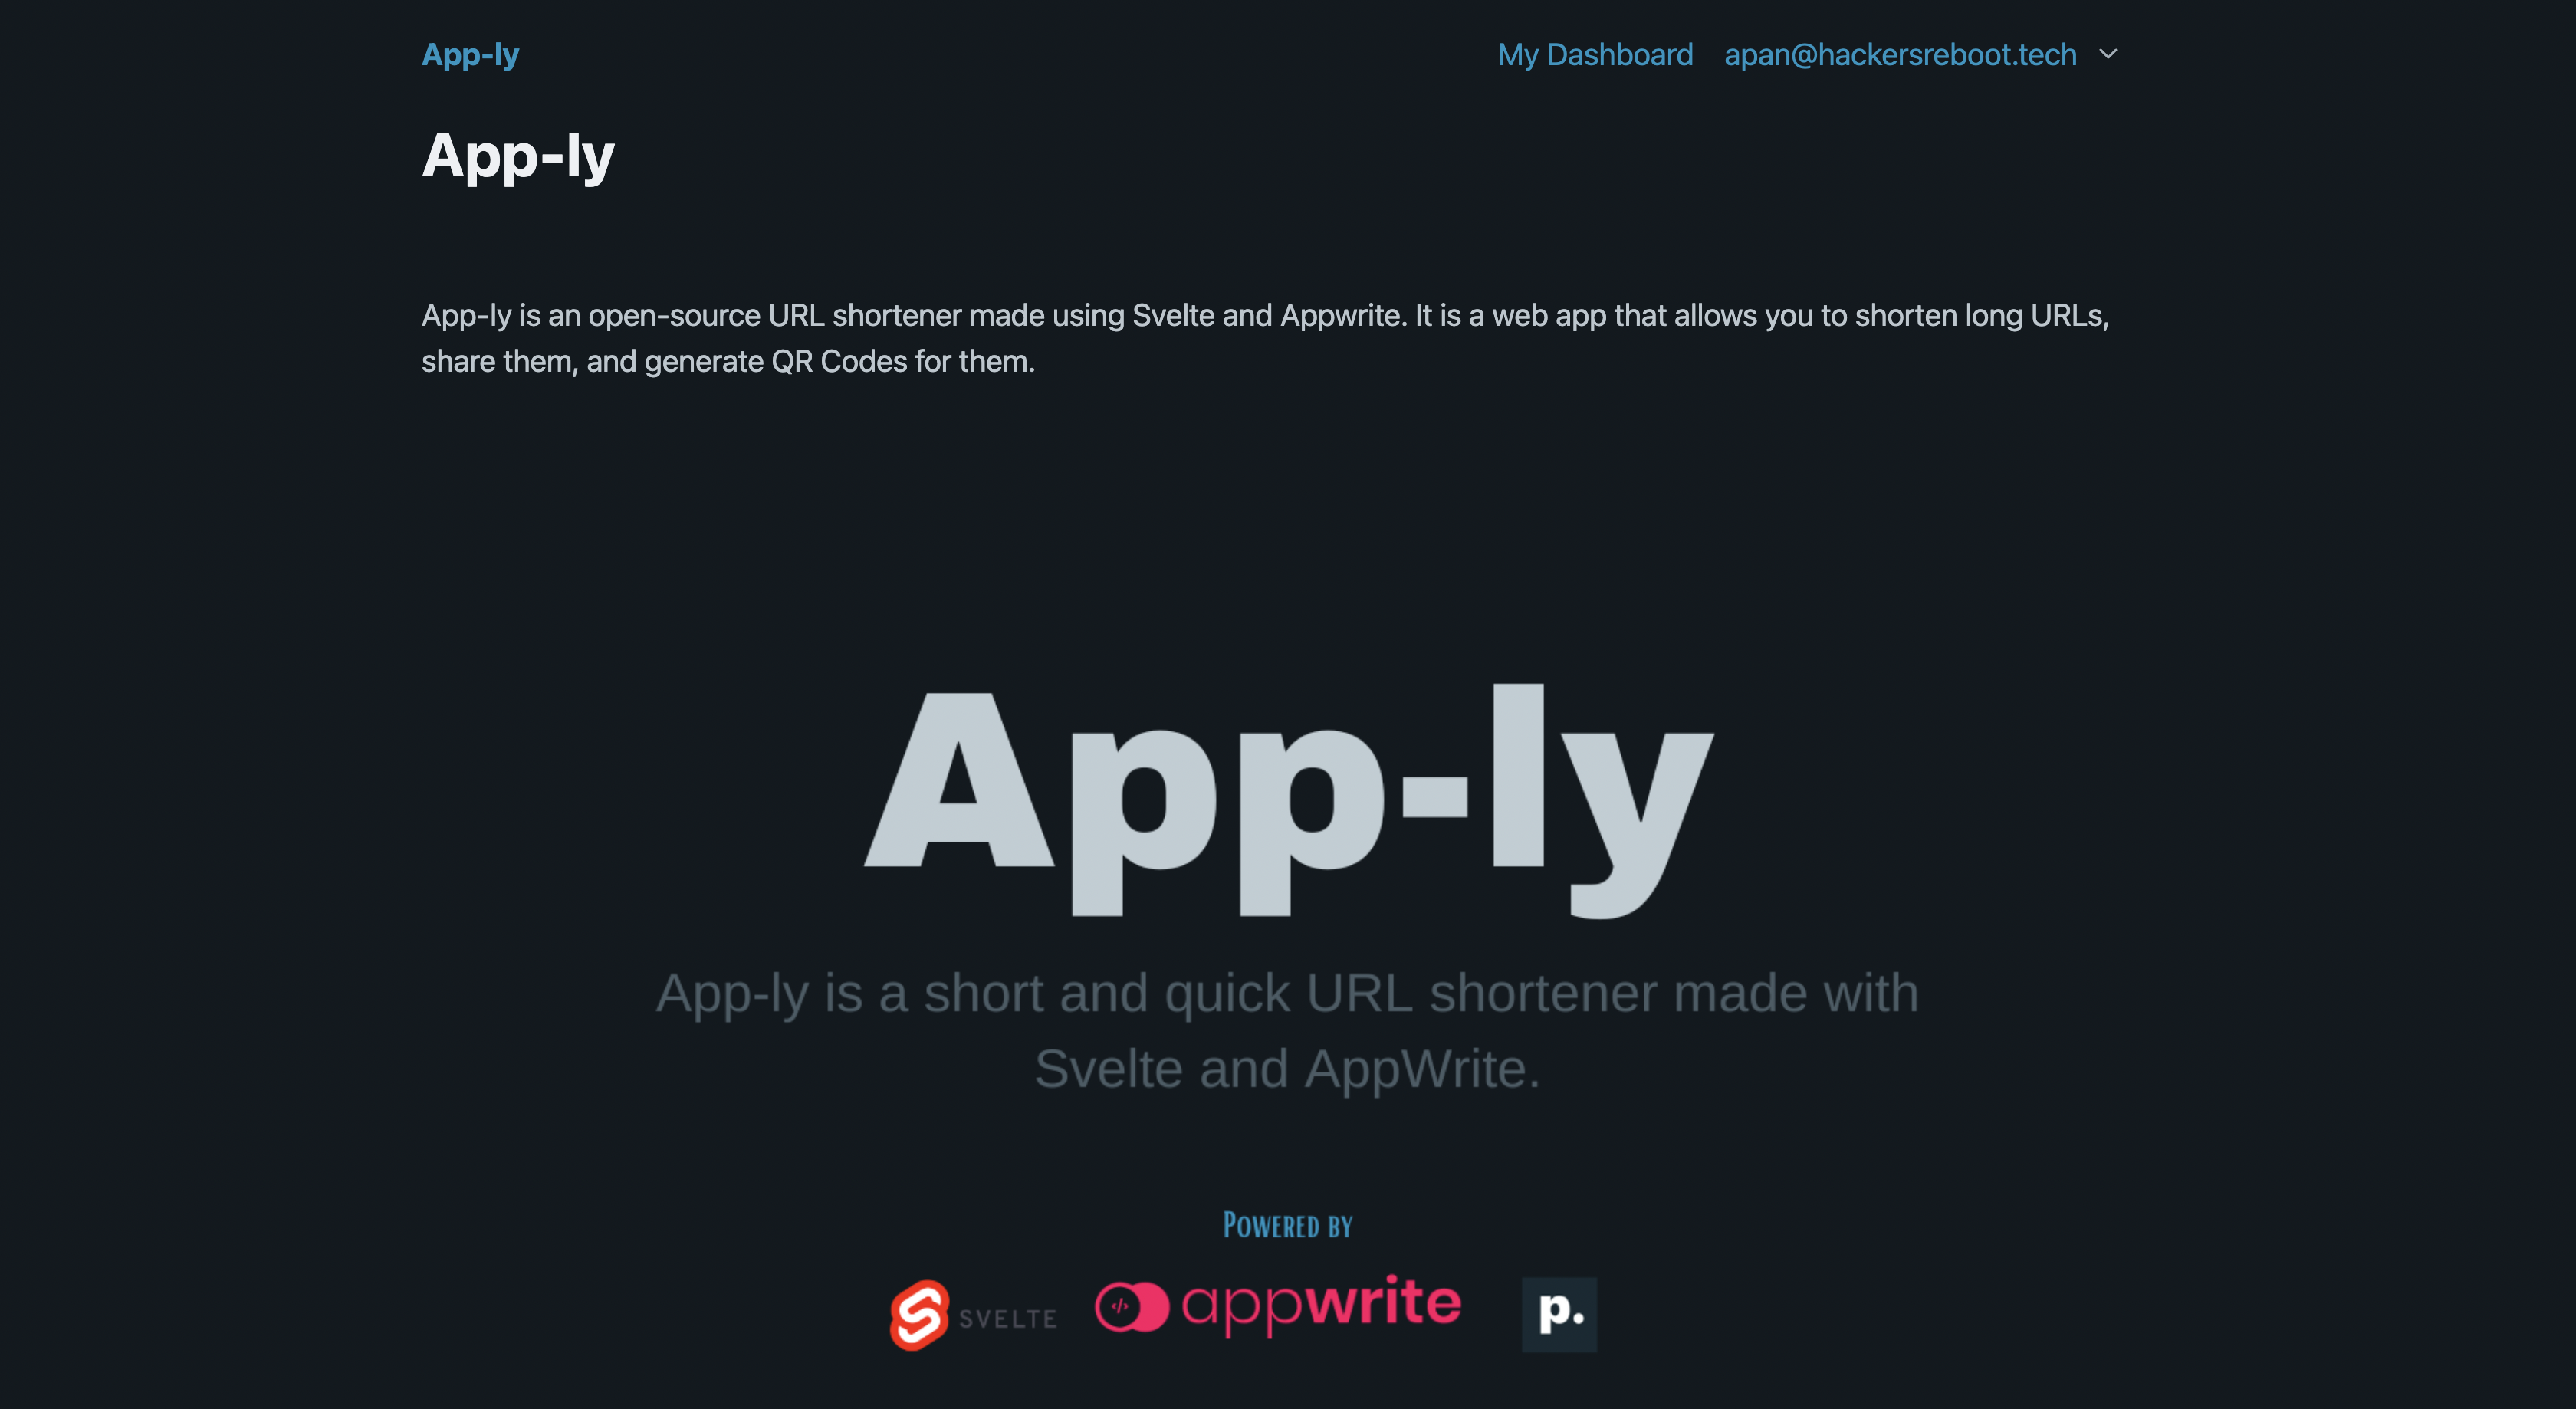 App-ly
My Dashboard
apan@hackersreboot.tech
App-ly
App-ly is an open-source URL shortener made using Svelte and Appwrite. It is a web app that allows you to shorten long URLs,
share them, and generate QR Codes for them.
App-ly
App-ly is a short and quick URL shortener made with
Svelte and AppWrite.
Powered by
SVELTE
</> appwrite
p.